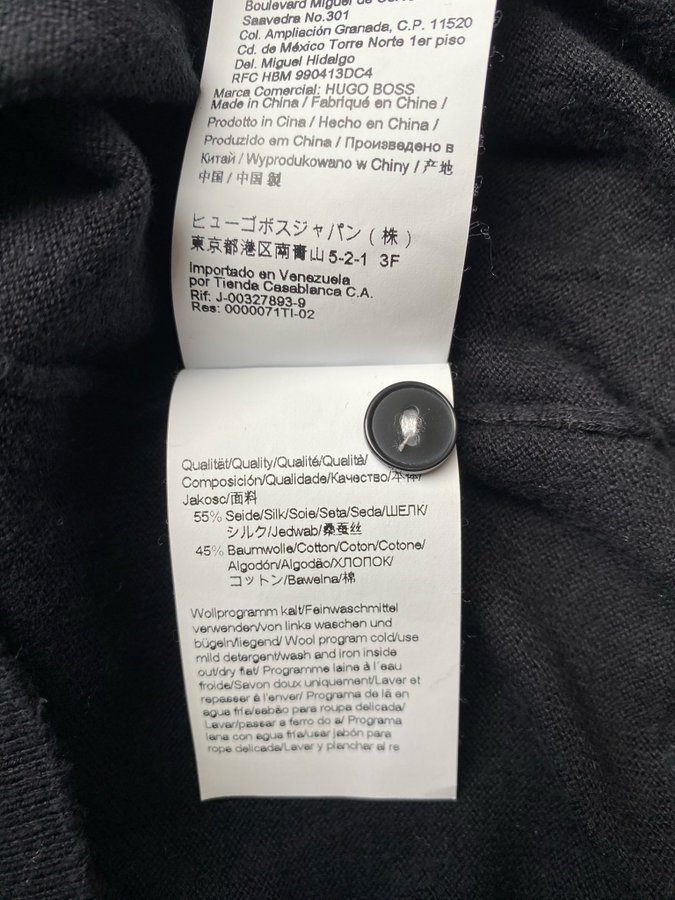 Boulevard Miguel de
Saavedra No.301
Col. Ampliación Granada, C.P. 11520
Cd. de México Torre Norte 1er piso
Del. Miguel Hidalgo
RFC HBM 990413DC4
Marca Comercial: HUGO BOSS
Made in China / Fabriqué en Chine /
Prodotto in Cina / Hecho en China /
Produzido em China / Произведено в
Китай / Wyprodukowano w Chiny / 产地
中国 / 中国 製
ヒューゴボスジャパン ( 株 )
東京都港区南青山 5-2-1 3F
Importado en Venezuela
por Tienda Casablanca C.A.
Rif: J-00327893-9
Res: 0000071TI-02
Qualität/Quality/Qualité/Qualità/
Composición/Qualidade/Качество/本体/
Jakosc/面料
55% Seide/Silk/Soie/Seta/Seda/ШЕЛК/
シルク/Jedwab/桑蚕丝
45% Baumwolle/Cotton/Coton/Cotone/
Algodón/Algodão/ХЛОПОК/
コットン/Bawelna/棉
Wollprogramm kalt/Feinwaschmittel
verwenden/von links waschen und
bügeln/liegend/ Wool program cold/use
mild detergent/wash and iron inside
out/dry flat/ Programme laine à l'eau
froide/Savon doux uniquement/Laver et
repasser à l'enver/ Programa de lã en
agua fria/sabão para roupa delicada/
Lavar/passar a ferro do a/ Programa
lana con agua fría/usar jabón para
rope delicada/Lavar y planchar al re